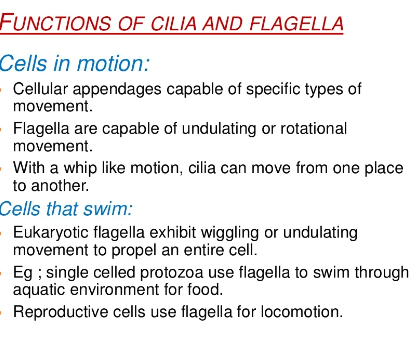 FUNCTIONS OF CILIA AND FLAGELLA
Cells in motion:
Cellular appendages capable of specific types of
movement.
Flagella are capable of undulating or rotational
movement.
With a whip like motion, cilia can move from one place
to another.
Cells that swim:
Eukaryotic flagella exhibit wiggling or undulating
movement to propel an entire cell.
Eg ; single celled protozoa use flagella to swim through
aquatic environment for food.
Reproductive cells use flagella for locomotion.